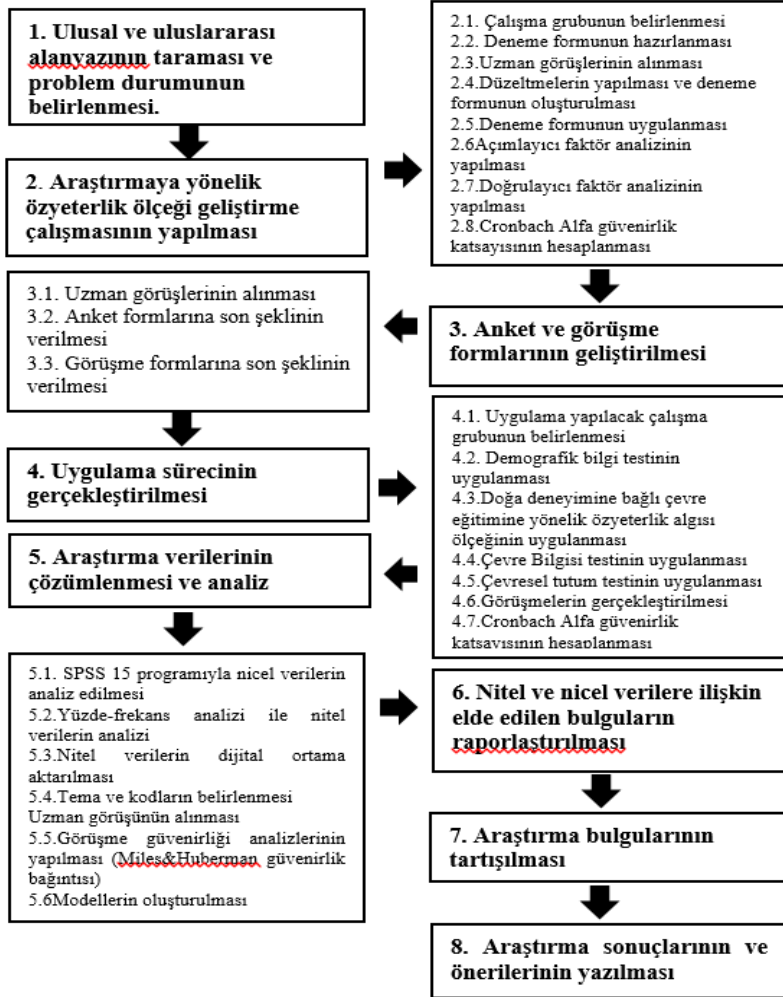 1. Ulusal ve uluslararası
alanyazının taraması ve
problem durumunun
belirlenmesi.
2. Araştırmaya yönelik
özyeterlik ölçeği geliştirme
çalışmasının yapılması
2.1. Çalışma grubunun belirlenmesi
2.2. Deneme formunun hazırlanması
2.3.Uzman görüşlerinin alınması
2.4.Düzeltmelerin yapılması ve deneme
formunun oluşturulması
2.5.Deneme formunun uygulanması
2.6Açımlayıcı faktör analizinin
yapılması
2.7.Doğrulayıcı faktör analizinin
yapılması
2.8.Cronbach Alfa güvenirlik
katsayısının hesaplanması
3. Anket ve görüşme
formlarının geliştirilmesi
3.1. Uzman görüşlerinin alınması
3.2. Anket formlarına son şeklinin
verilmesi
3.3. Görüşme formlarına son şeklinin
verilmesi
4. Uygulama sürecinin
gerçekleştirilmesi
4.1. Uygulama yapılacak çalışma
grubunun belirlenmesi
4.2. Demografik bilgi testinin
uygulanması
4.3.Doğa deneyimine bağlı çevre
eğitimine yönelik özyeterlik algısı
ölçeğinin uygulanması
4.4.Çevre Bilgisi testinin uygulanması
4.5.Çevresel tutum testinin uygulanması
4.6.Görüşmelerin gerçekleştirilmesi
4.7.Cronbach Alfa güvenirlik
katsayısının hesaplanması
5. Araştırma verilerinin
çözümlenmesi ve analiz
5.1. SPSS 15 programıyla nicel verilerin
analiz edilmesi
5.2.Yüzde-frekans analizi ile nitel
verilerin analizi
5.3.Nitel verilerin dijital ortama
aktarılması
5.4.Tema ve kodların belirlenmesi
Uzman görüşünün alınması
5.5.Görüşme güvenirliği analizlerinin
yapılması (Miles&Huberman güvenirlik
bağıntısı)
5.6Modellerin oluşturulması
6. Nitel ve nicel verilere ilişkin
elde edilen bulguların
raporlaştırılması
7. Araştırma bulgularının
tartışılması
8. Araştırma sonuçlarının ve
önerilerinin yazılması